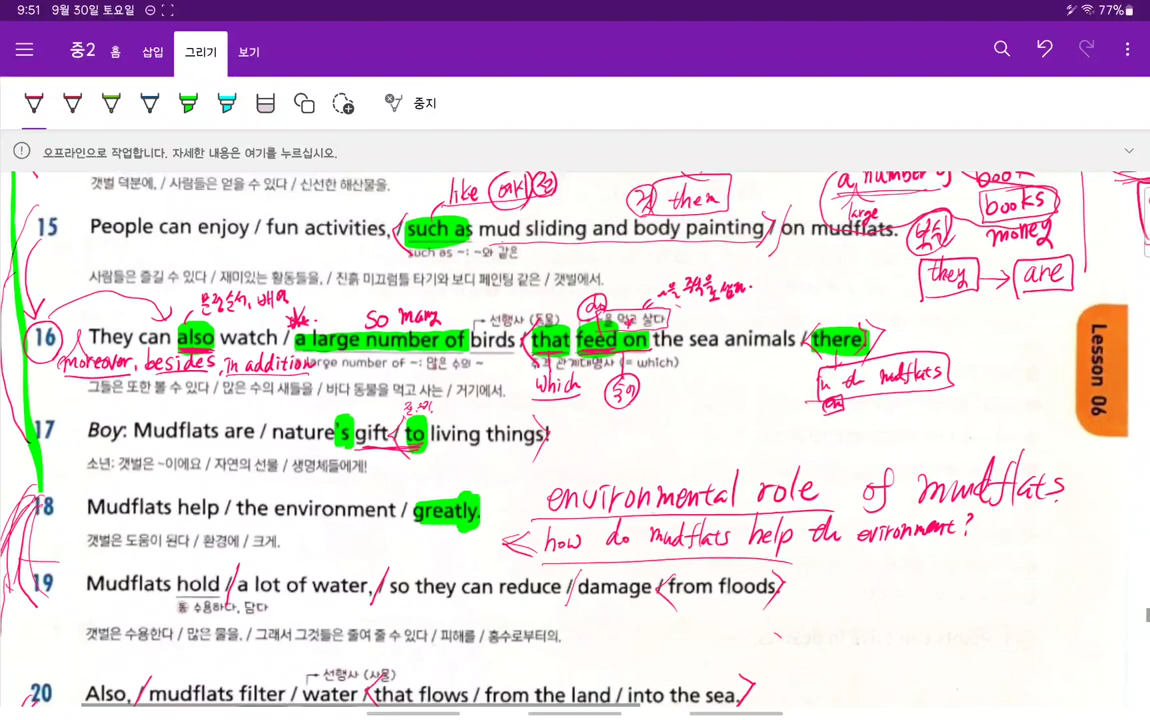 9:51 9월 30일 토요일 77%
중2 홈 삽입 그리기 보기
중지
오프라인으로 작업합니다. 자세한 내용은 여기를 누르십시오.
갯벌 덕분에, / 사람들은 얻을 수 있다 / 신선한 해산물을.
like
them
a number of
large
books
money
they → are
15 People can enjoy / fun activities, / such as mud sliding and body painting / on mudflats.
such as ~: ~와 같은
사람들은 즐길 수 있다 / 재미있는 활동들을, / 진흙 미끄럼틀 타기와 보디 페인팅 같은 / 갯벌에서.
so many
선행사 (동물)
16 They can also watch / a large number of birds / that feed on the sea animals / there.
moreover, besides, in addition
a large number of ~: 많은 수의 ~
주격 관계대명사 (= which)
which
mudflats
on
그들은 또한 볼 수 있다 / 많은 수의 새들을 / 바다 동물을 먹고 사는 / 거기에서.
17 Boy: Mudflats are / nature's gift / to living things!
소년: 갯벌은 ~이에요 / 자연의 선물 / 생명체들에게!
Lesson 06
environmental role of mudflats
18 Mudflats help / the environment / greatly.
how do mudflats help the environment?
갯벌은 도움이 된다 / 환경에 / 크게.
19 Mudflats hold / a lot of water, / so they can reduce / damage / from floods.
동 수용하다, 담다
갯벌은 수용한다 / 많은 물을, / 그래서 그것들은 줄여 줄 수 있다 / 피해를 / 홍수로부터의.
선행사 (사물)
20 Also, / mudflats filter / water / that flows / from the land / into the sea.